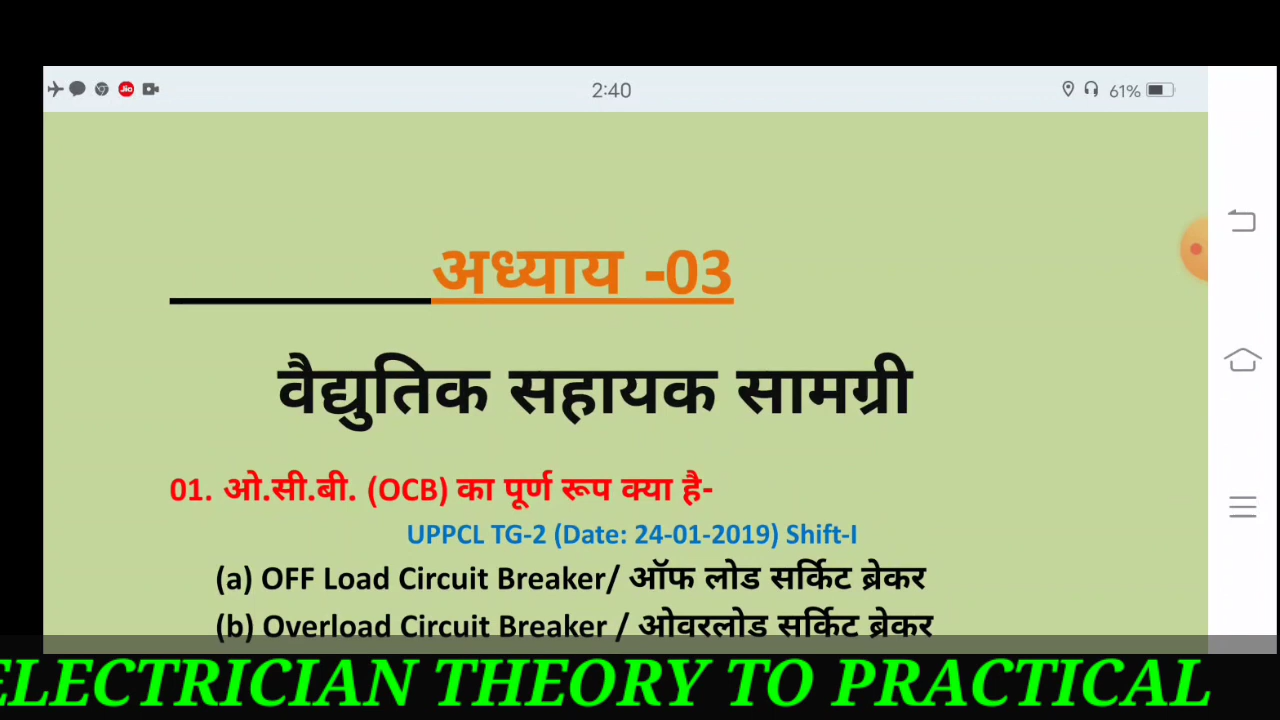 2:40
61%
अध्याय -03
वैद्युतिक सहायक सामग्री
01. ओ.सी.बी. (OCB) का पूर्ण रूप क्या है-
UPPCL TG-2 (Date: 24-01-2019) Shift-I
(a) OFF Load Circuit Breaker/ ऑफ लोड सर्किट ब्रेकर
(b) Overload Circuit Breaker / ओवरलोड सर्किट ब्रेकर
ELECTRICIAN THEORY TO PRACTICAL